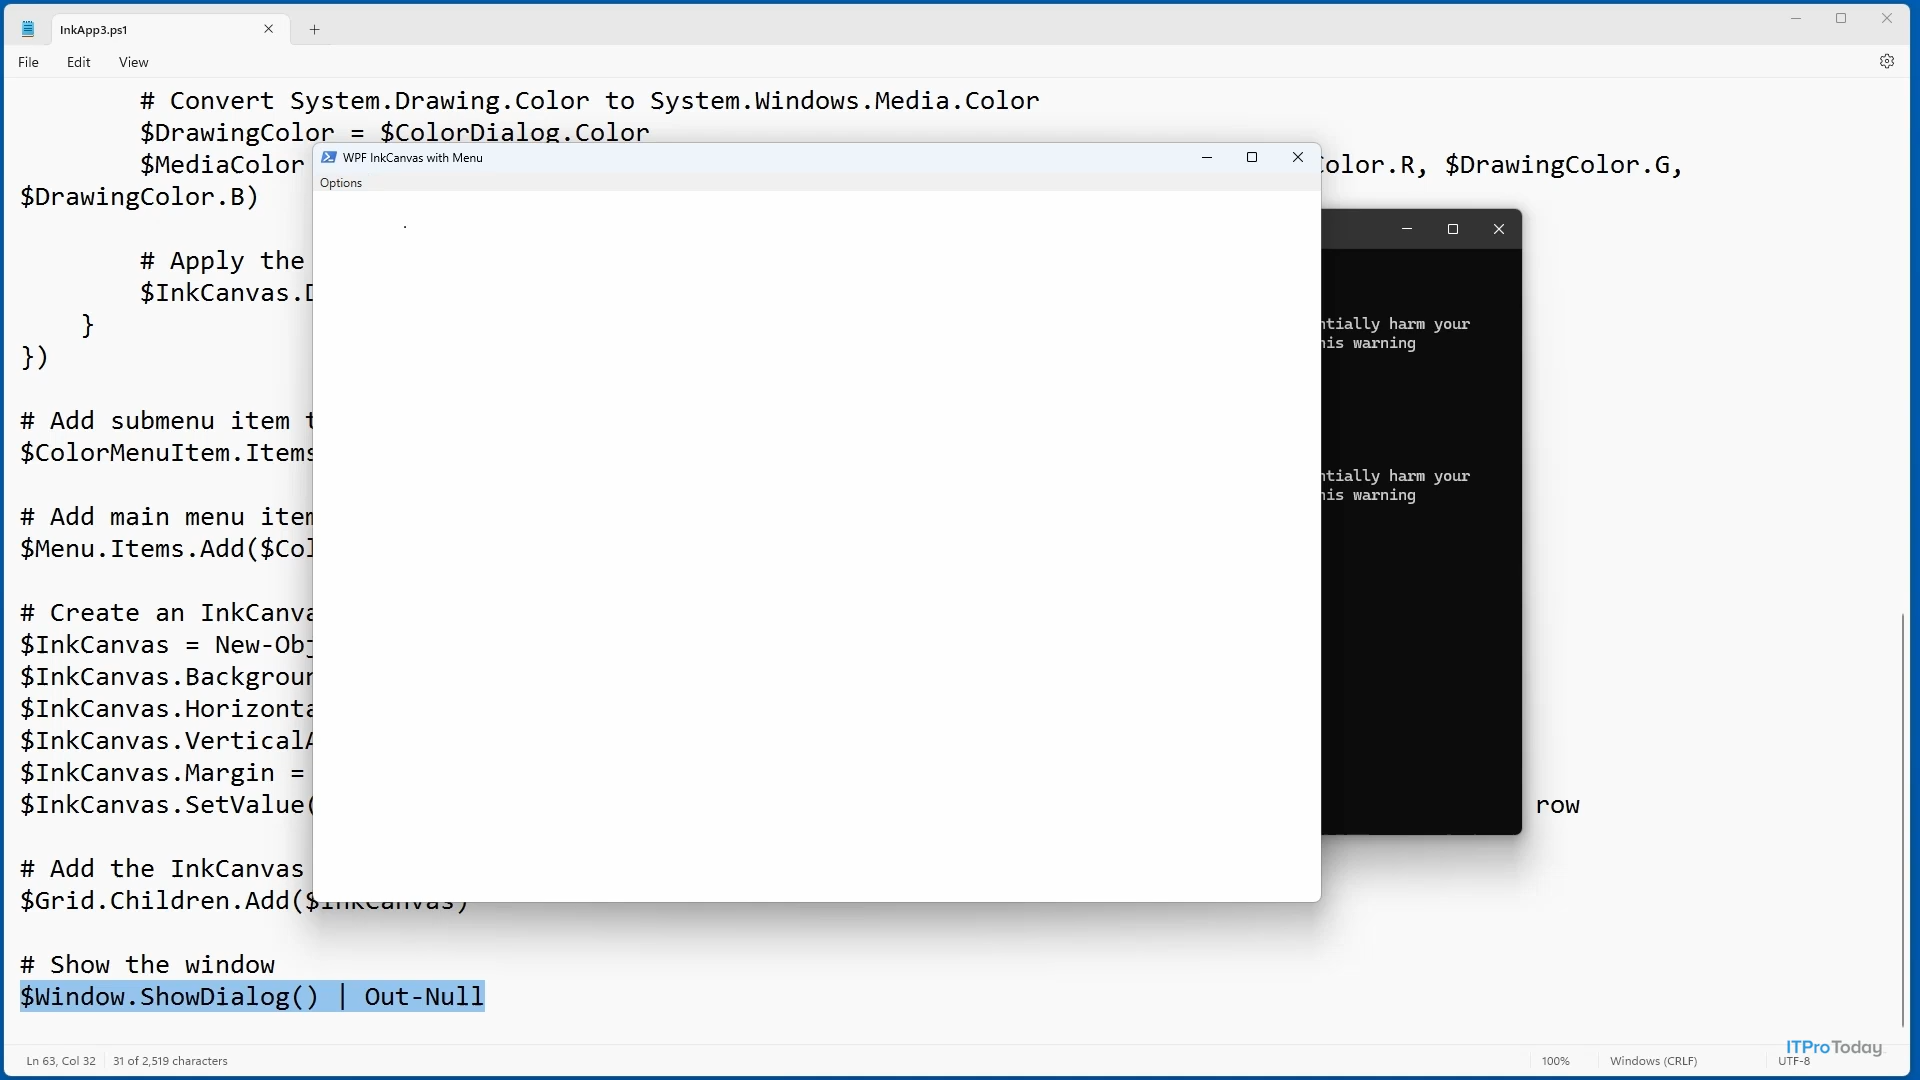 InkApp3.ps1
File Edit View
# Convert System.Drawing.Color to System.Windows.Media.Color
$DrawingColor = $ColorDialog.Color
$MediaColor
Color.R, $DrawingColor.G,
$DrawingColor.B)
# Apply the
$InkCanvas.D
}
})
# Add submenu item t
$ColorMenuItem.Items
# Add main menu item
$Menu.Items.Add($Col
# Create an InkCanva
$InkCanvas = New-Obj
$InkCanvas.Backgroun
$InkCanvas.Horizonta
$InkCanvas.VerticalA
$InkCanvas.Margin =
$InkCanvas.SetValue(
row
# Add the InkCanvas
$Grid.Children.Add($InkCanvas)
# Show the window
$Window.ShowDialog() | Out-Null
WPF InkCanvas with Menu
Options
ntially harm your
his warning
ntially harm your
his warning
Ln 63, Col 32 31 of 2,519 characters 100% Windows (CRLF) UTF-8
ITProToday